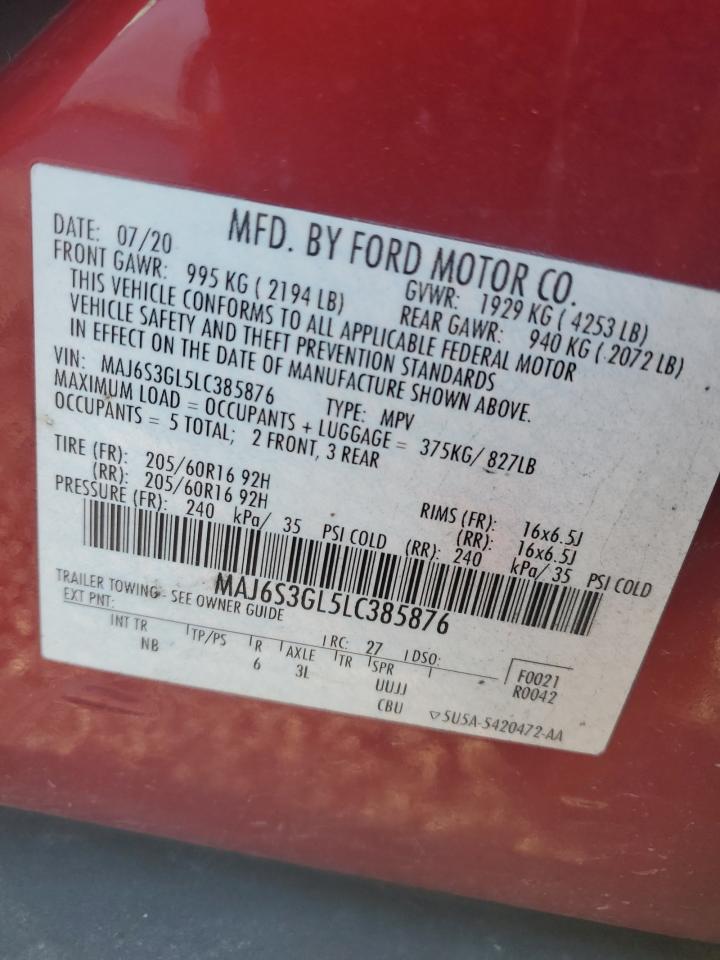 MFD. BY FORD MOTOR CO.
DATE: 07/20 GVWR: 1929 KG ( 4253 LB)
FRONT GAWR: 995 KG ( 2194 LB) REAR GAWR: 940 KG ( 2072 LB)
THIS VEHICLE CONFORMS TO ALL APPLICABLE FEDERAL MOTOR
VEHICLE SAFETY AND THEFT PREVENTION STANDARDS
IN EFFECT ON THE DATE OF MANUFACTURE SHOWN ABOVE.
VIN: MAJ6S3GL5LC385876 TYPE: MPV
MAXIMUM LOAD = OCCUPANTS + LUGGAGE = 375KG/ 827LB
OCCUPANTS = 5 TOTAL; 2 FRONT, 3 REAR
TIRE (FR): 205/60R16 92H RIMS (FR): 16x6.5J
(RR): 205/60R16 92H (RR): 16x6.5J
PRESSURE (FR): 240 kPa/ 35 PSI COLD (RR): 240 kPa/ 35 PSI COLD
MAJ6S3GL5LC385876
TRAILER TOWING - SEE OWNER GUIDE
EXT PNT: RC: 27 DSO: F0021
INT TR TP/PS R AXLE TR SPR R0042
NB 6 3L UUJJ
CBU ▽5U5A-5420472-AA